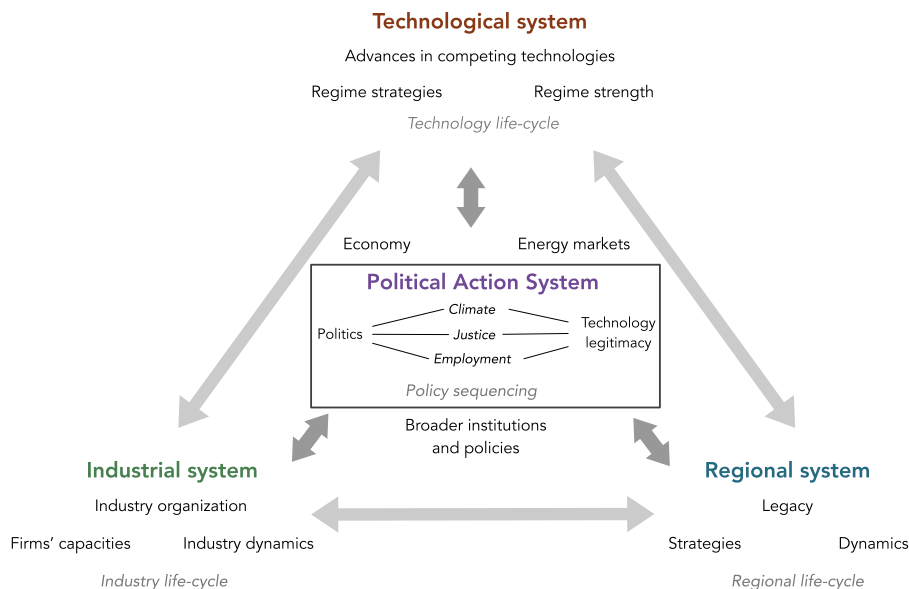 Technological system
Advances in competing technologies
Regime strategies
Regime strength
Technology life-cycle
Economy
Energy markets
Political Action System
Climate
Politics
Justice
Technology
legitimacy
Employment
Policy sequencing
Broader institutions
and policies
Industrial system
Industry organization
Firms’ capacities
Industry dynamics
Industry life-cycle
Regional system
Legacy
Strategies
Dynamics
Regional life-cycle